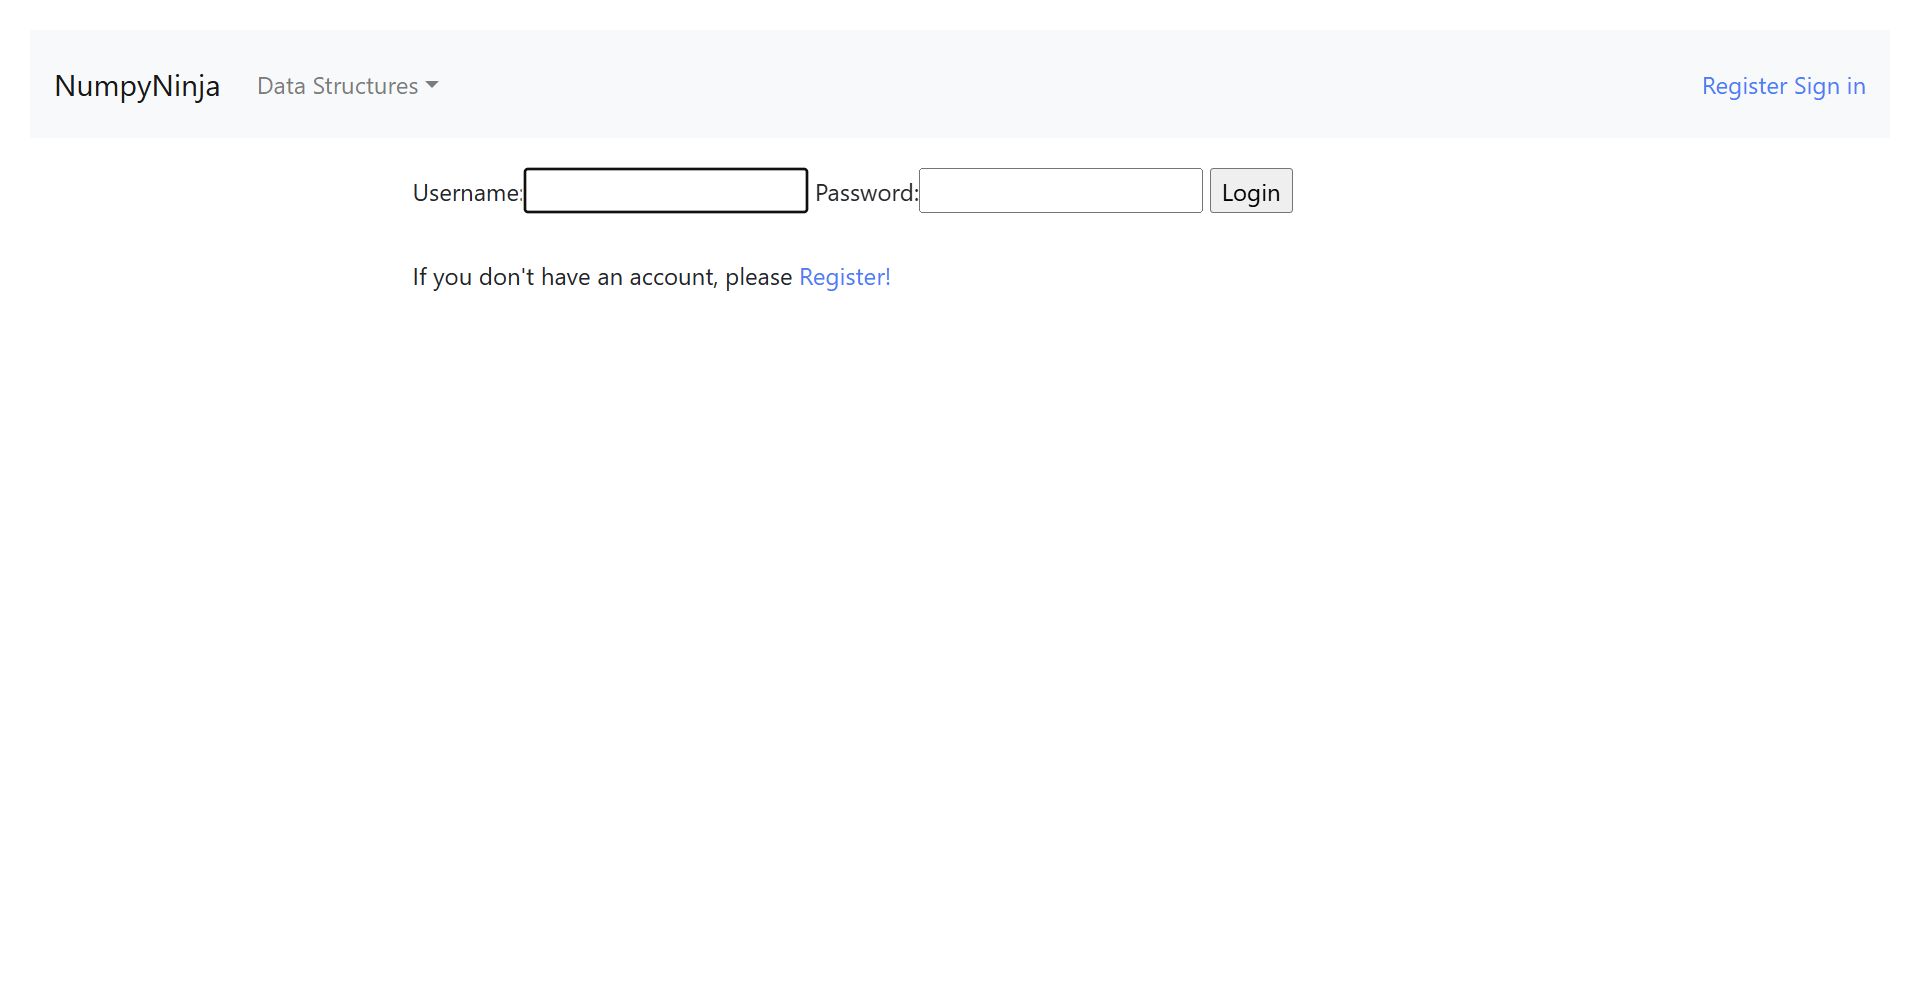 NumpyNinja Data Structures Register Sign in
Username: Password: Login
If you don't have an account, please Register!